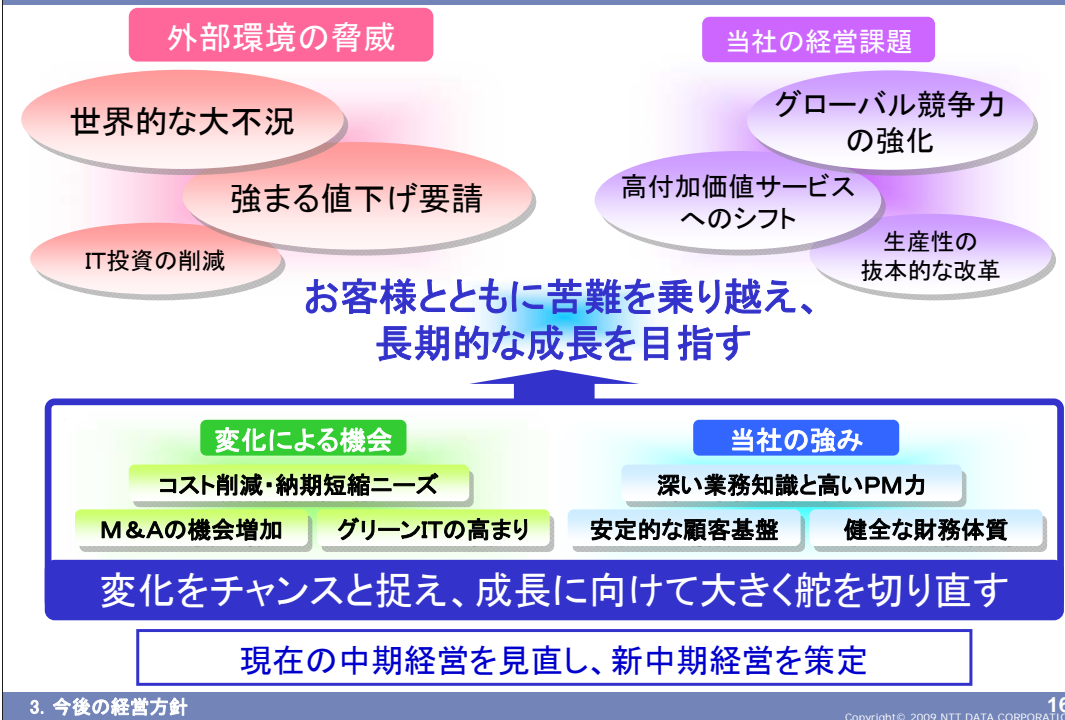 外部環境の脅威
当社の経営課題
世界的な大不況
強まる値下げ要請
IT投資の削減
グローバル競争力
の強化
高付加価値サービス
へのシフト
生産性の
抜本的な改革
お客様とともに苦難を乗り越え、
長期的な成長を目指す
変化による機会
コスト削減・納期短縮ニーズ
M&Aの機会増加
グリーンITの高まり
当社の強み
深い業務知識と高いPM力
安定的な顧客基盤
健全な財務体質
変化をチャンスと捉え、成長に向けて大きく舵を切り直す
現在の中期経営を見直し、新中期経営を策定
3. 今後の経営方針
16
Copyright© 2009 NTT DATA CORPORATIO